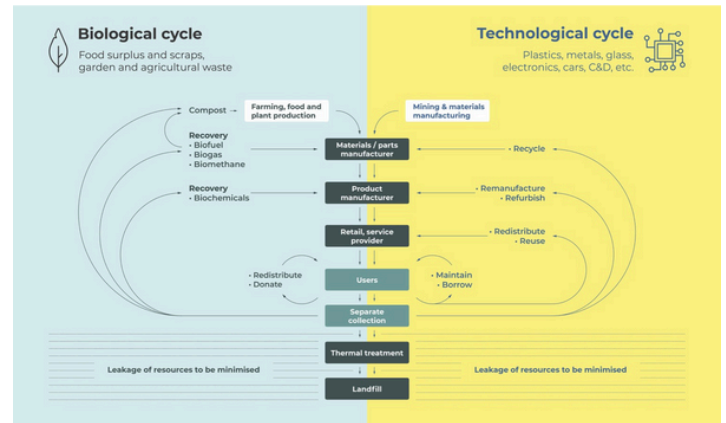 Biological cycle
Food surplus and scraps,
garden and agricultural waste
Technological cycle
Plastics, metals, glass,
electronics, cars, C&D, etc.
Compost
Farming, food and
plant production
Mining & materials
manufacturing
Recovery
• Biofuel
• Biogas
• Biomethane
Materials / parts
manufacturer
• Recycle
Recovery
• Biochemicals
Product
manufacturer
• Remanufacture
• Refurbish
Retail, service
provider
• Redistribute
• Reuse
• Redistribute
• Donate
Users
• Maintain
• Borrow
Separate
collection
Thermal treatment
Leakage of resources to be minimised
Leakage of resources to be minimised
Landfill